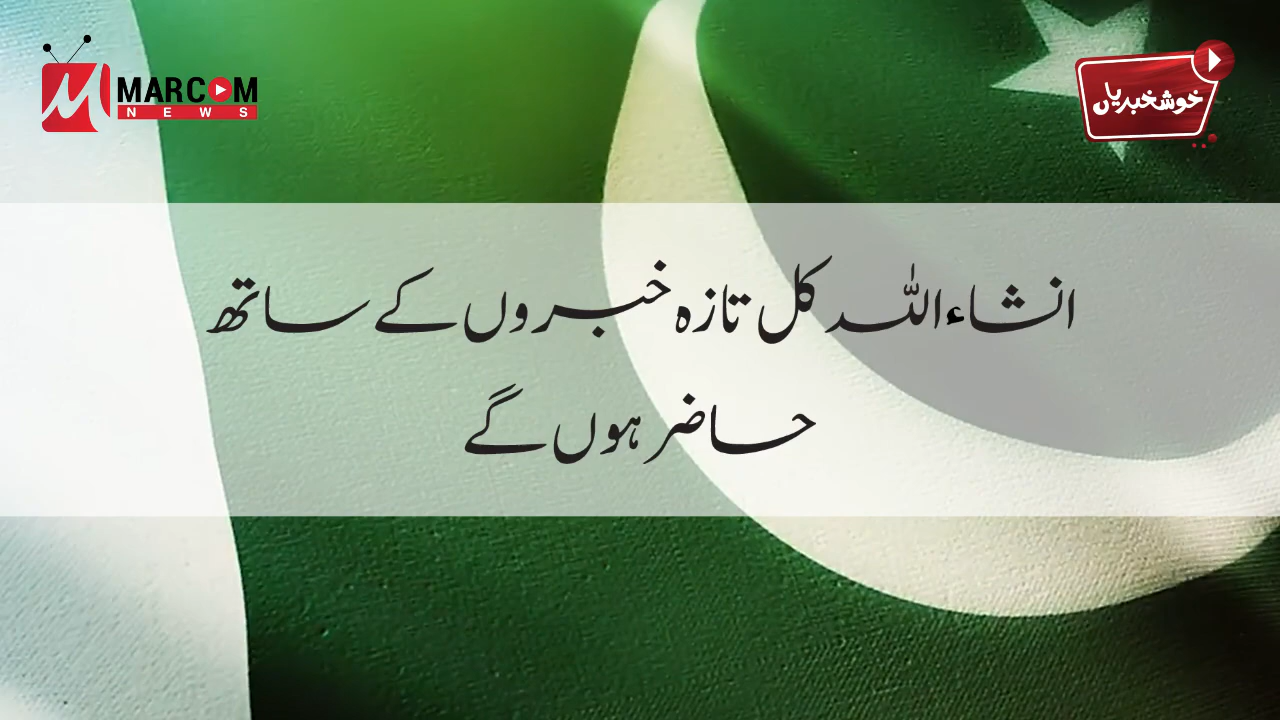 MARCOM
NEWS
خوشخبریاں
انشاءاللہ کل تازہ خبروں کے ساتھ
حاضر ہوں گے